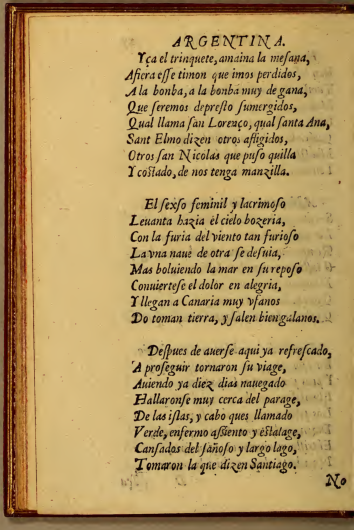 ARGENTINA.
Yça el trinquete, amaina la meſana,
Afierra eſſe timon que imos perdidos,
A la bonba, a la bonba muy de gana,
Que ſeremos depreſto ſumergidos,
Qual llama ſan Lorenço, qual ſanta Ana,
Sant Elmo dizen otros afligidos,
Otros ſan Nicolas que puſo quilla
Y coſtado, de nos tenga manzilla.
El ſexſo feminil y lacrimoſo
Leuanta hazia el cielo bozeria,
Con la furia del viento tan furioſo
La vna naue de otra ſe deſuia,
Mas boluiendo la mar en ſu repoſo
Conuierteſe el dolor en alegria,
Y llegan a Canaria muy vfanos
Do toman tierra, y ſalen bien galanos.
Deſpues de auerſe aqui ya refreſcado,
A proſeguir tornaron ſu viage,
Auiendo ya diez dias nauegado
Hallaronſe muy cerca del parage,
De las iſlas, y cabo ques llamado
Verde, enfermo aſsiento y eſtalage,
Canſados del ſañoſo y largo lago,
Tomaron la que dizen Santiago.
No